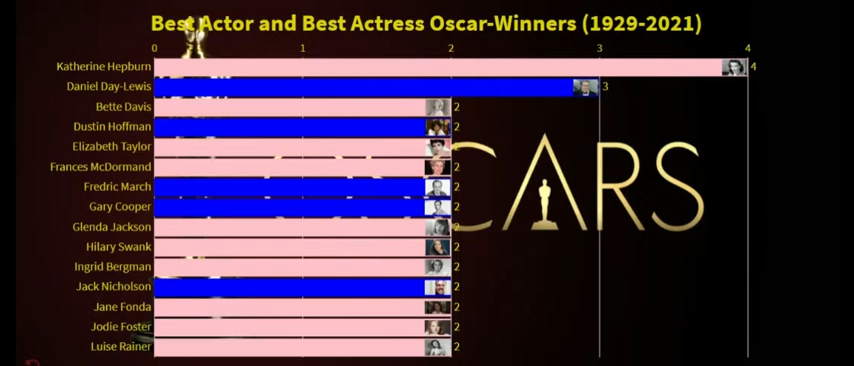 Best Actor and Best Actress Oscar-Winners (1929-2021)
0 1 2 3 4
Katherine Hepburn 4
Daniel Day-Lewis 3
Bette Davis 2
Dustin Hoffman 2
Elizabeth Taylor 2
Frances McDormand 2
Fredric March 2
Gary Cooper 2
Glenda Jackson 2
Hilary Swank 2
Ingrid Bergman 2
Jack Nicholson 2
Jane Fonda 2
Jodie Foster 2
Luise Rainer 2
CARS